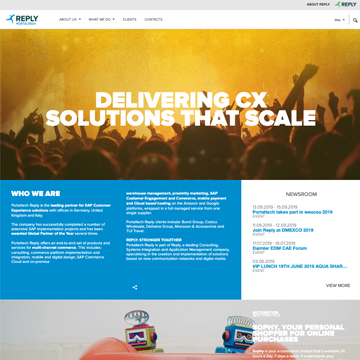 ABOUT REPLY
REPLY
REPLY
PORTALTECH
ABOUT US
WHAT WE DO
CLIENTS
CONTACTS
DELIVERING CX
SOLUTIONS THAT SCALE
WHO WE ARE
Portaltech Reply is the leading partner for SAP Customer
Experience solutions with offices in Germany, United
Kingdom and Italy.
The company has successfully completed a number of
extensive SAP implementation projects and has been
awarded Global Partner of the Year several times.
Portaltech Reply offers an end-to-end set of products and
services for multi-channel commerce. This includes:
consultancy, commerce platform implementation and
integration, mobile and digital design, SAP Commerce
Cloud and on-premise
warehouse management, proximity marketing, SAP
Customer Engagement and Commerce, mobile payment
and Cloud based hosting on the Amazon and Google
platforms, wrapped in a full managed service from one
single supplier.
Portaltech Reply clients include: Bunzl Group, Costco
Wholesale, Dafiness Group, Monsoon & Accessorize and
TUI Travel.
REPLY: STRONGER TOGETHER
Portaltech Reply is part of Reply, a leading Consulting,
Systems Integration and Application Management company,
specializing in the creation and implementation of solutions
based on new communication networks and digital media.
NEWSROOM
13.09.2019 - 15.09.2019
Portaltech takes part in waucou 2019
EVENT
11.09.2019 - 12.09.2019
Join Reply at DMEXCO 2019
EVENT
17.07.2019 - 18.07.2019
Daimler EDM CAE Forum
EVENT
03.06.2019
VIP LUNCH 19TH JUNE 2019 AQUA SHAR...
EVENT
VIEW MORE
SOPHY, YOUR PERSONAL
SHOPPER FOR ONLINE
PURCHASES